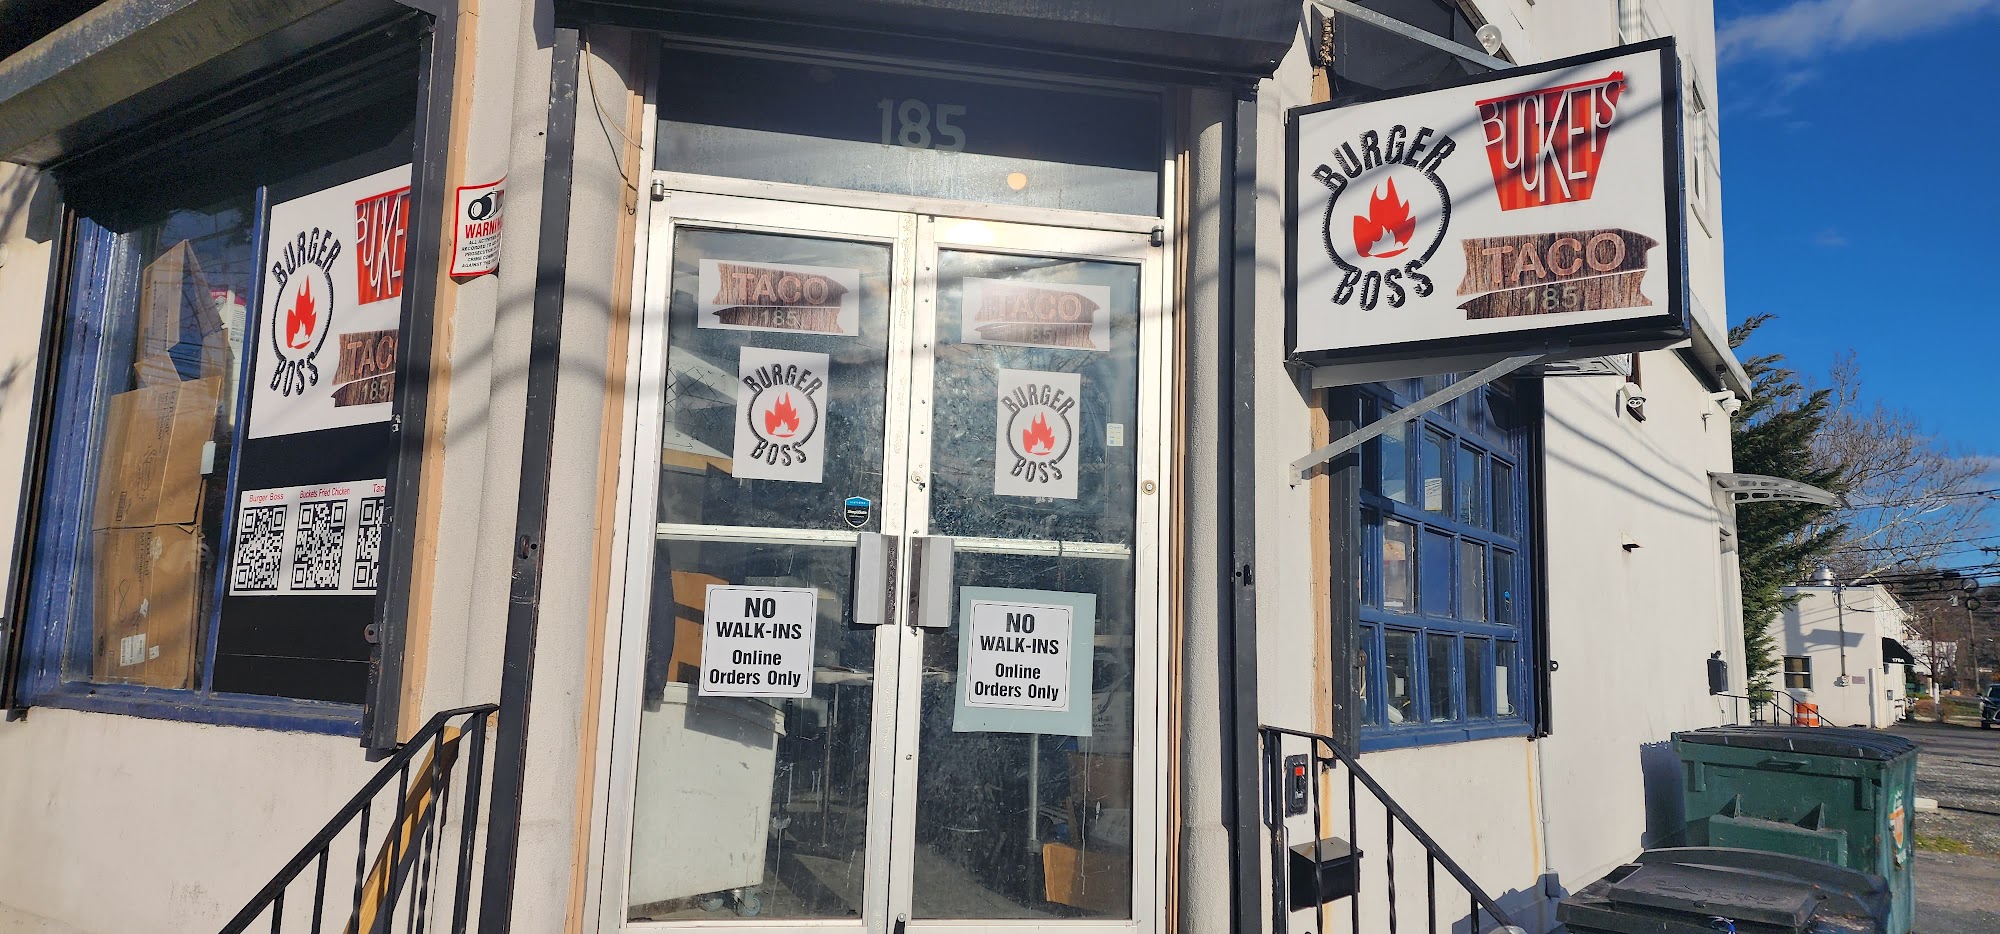 185
BURGER
BOSS
BUCKETS
TACO
185
BURGER
BOSS
BUCKE
TACO
185
WARNING
Burger Boss
Buckets Fried Chicken
Taco
TACO
185
TACO
185
BURGER
BOSS
BURGER
BOSS
NO
WALK-INS
Online
Orders Only
NO
WALK-INS
Online
Orders Only